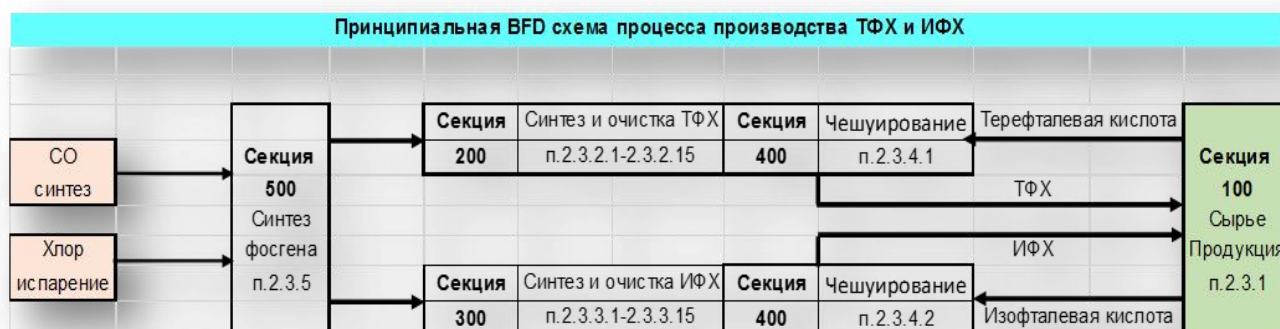 Принципиальная BFD схема процесса производства ТФХ и ИФХ
СО
синтез
Хлор
испарение
Секция
500
Синтез
фосгена
п.2.3.5
Секция Синтез и очистка ТФХ Секция Чешуирование
200 п.2.3.2.1-2.3.2.15 400 п.2.3.4.1
Терефталевая кислота
ТФХ
ИФХ
Секция Синтез и очистка ИФХ Секция Чешуирование
300 п.2.3.3.1-2.3.3.15 400 п.2.3.4.2
Изофталевая кислота
Секция
100
Сырье
Продукция
п.2.3.1